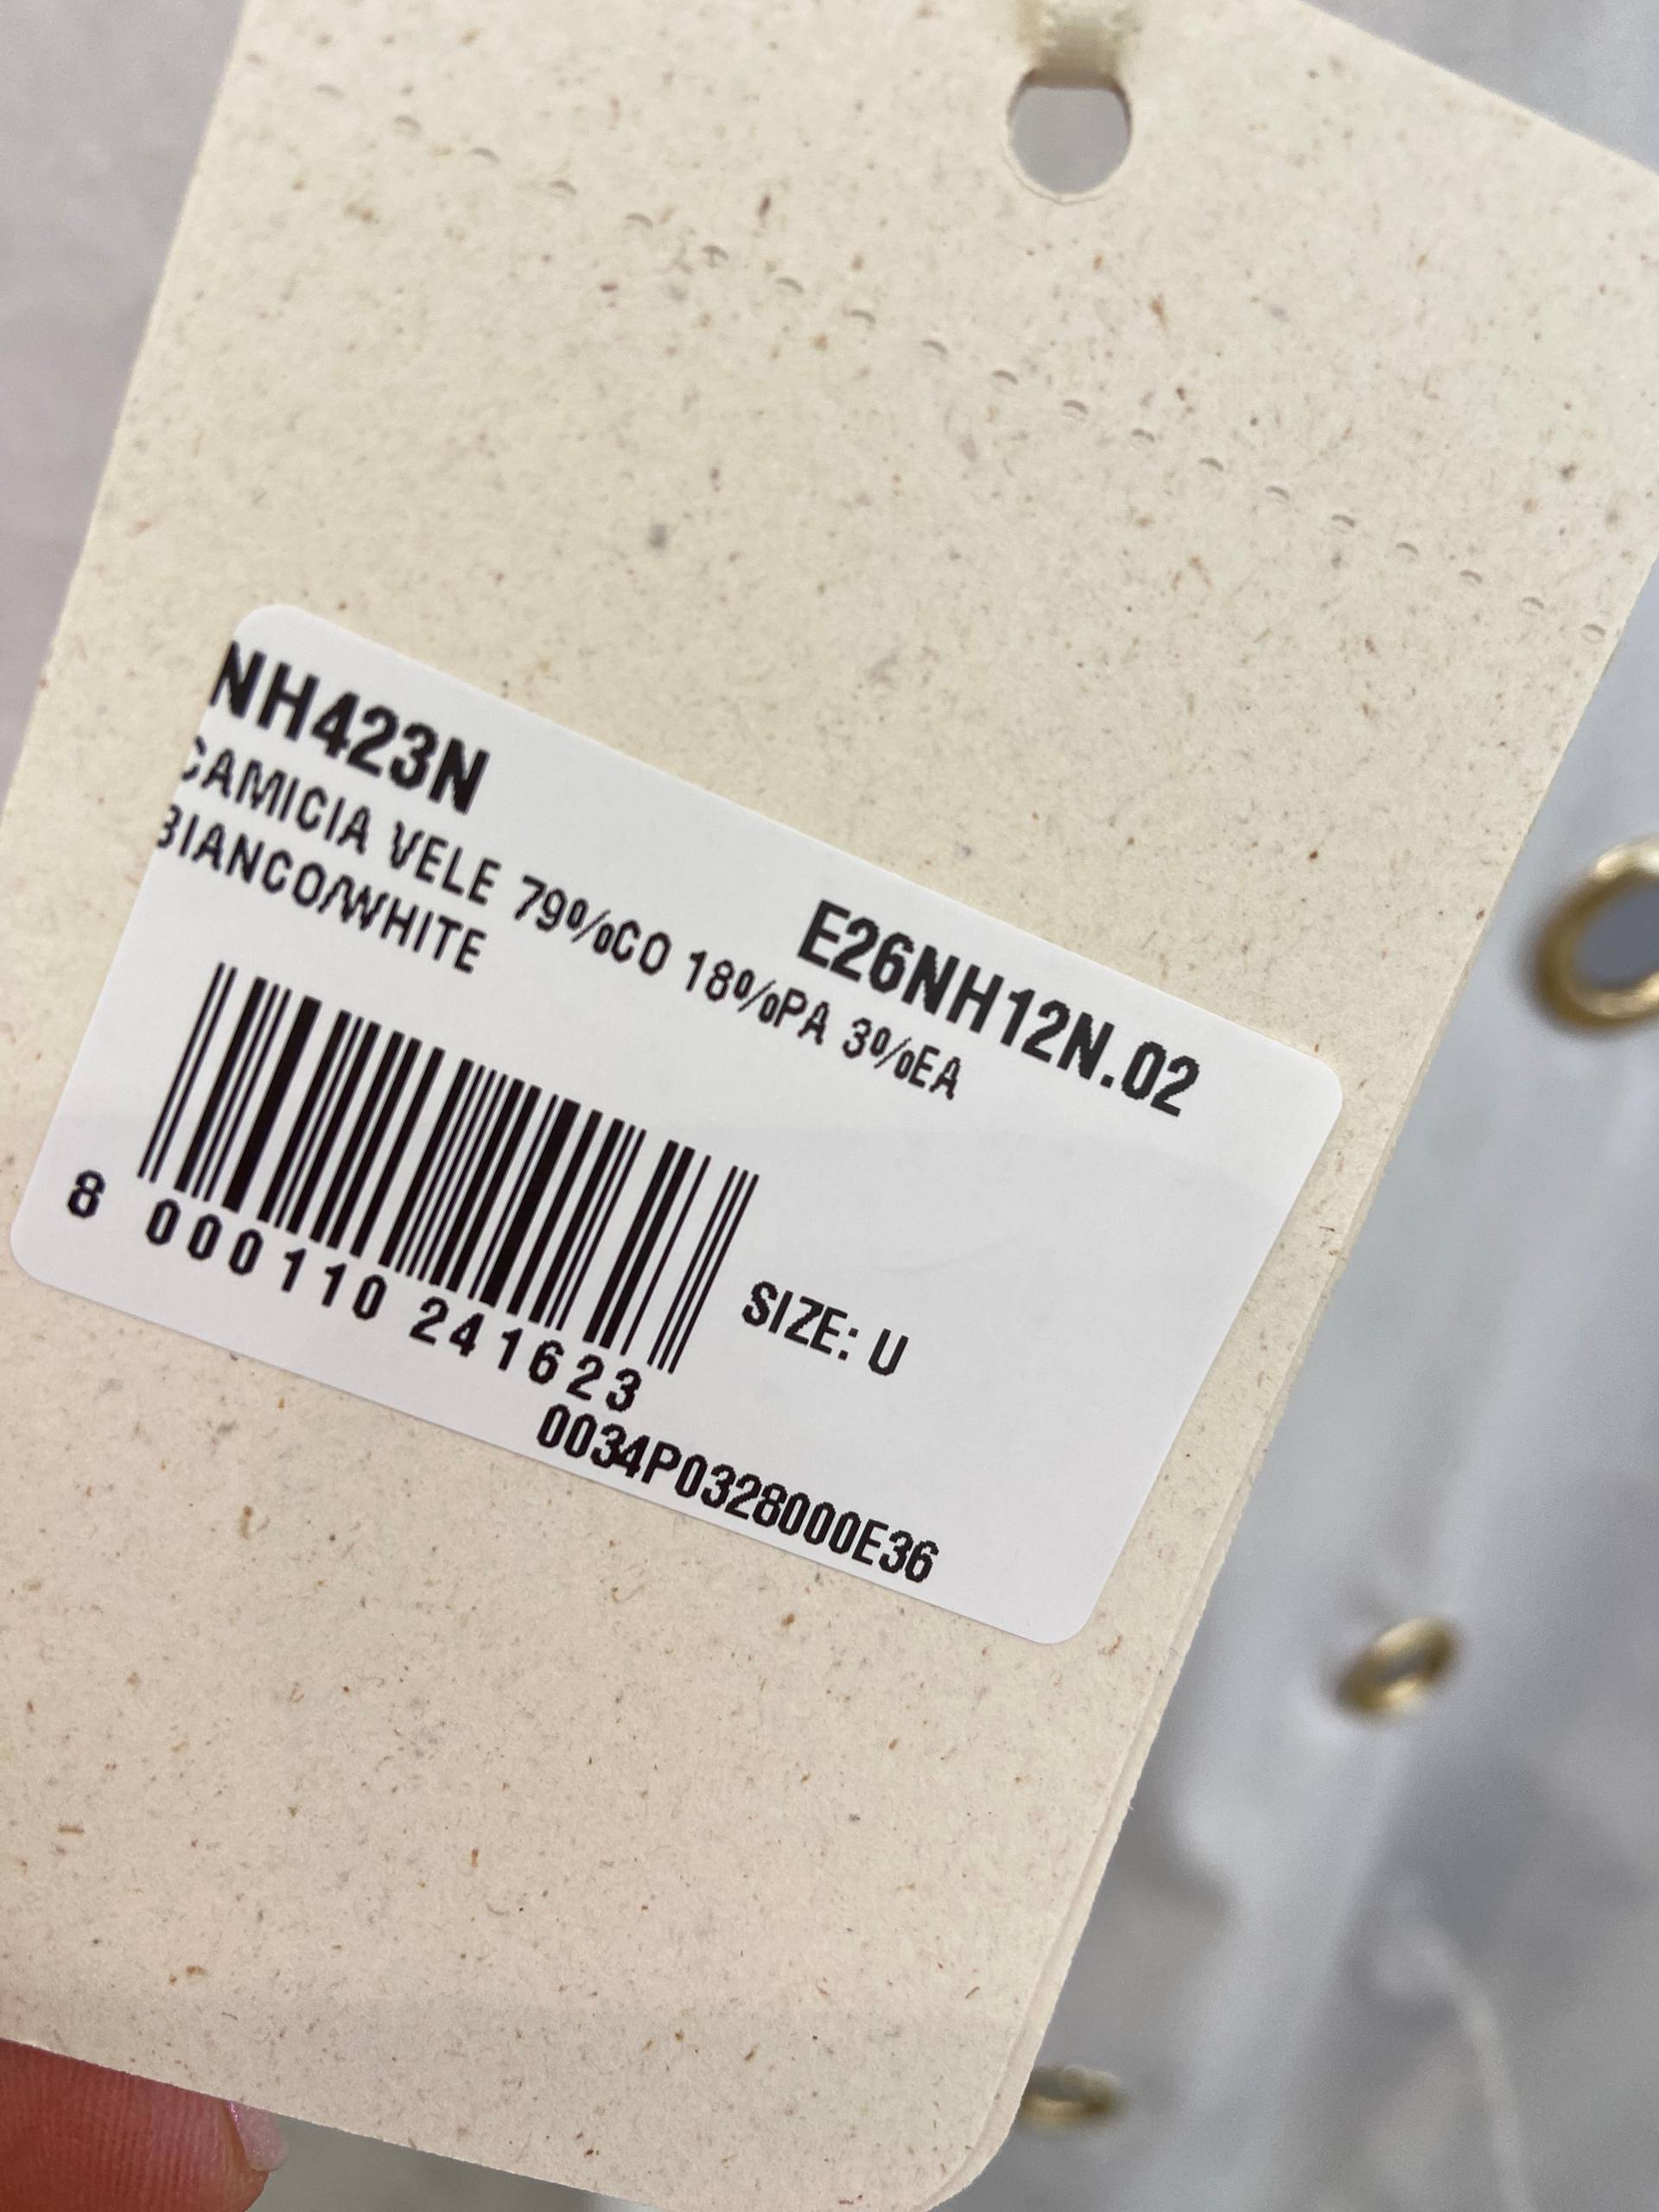 NH423N E26NH12N.02
CAMICIA VELE 79%CO 18%PA 3%EA
BIANCO/WHITE
8 000110 241623
SIZE: U
0034P0328000E36